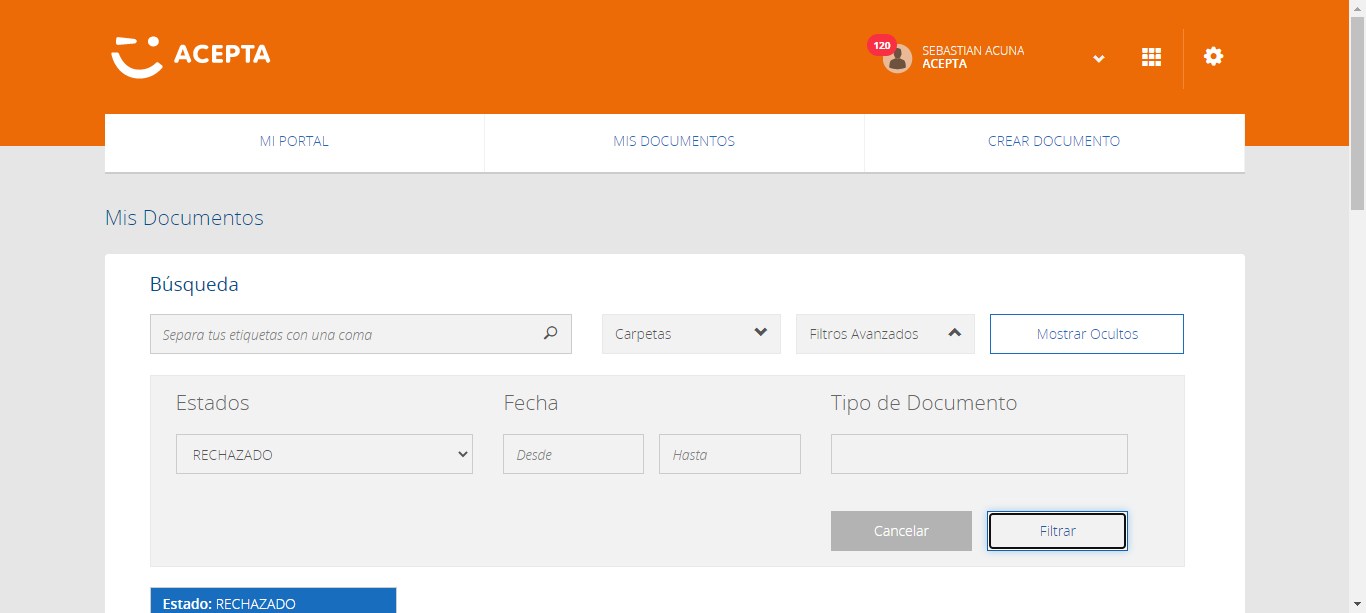 ACEPTA
120
SEBASTIAN ACUNA
ACEPTA
MI PORTAL
MIS DOCUMENTOS
CREAR DOCUMENTO
Mis Documentos
Búsqueda
Separa tus etiquetas con una coma
Carpetas
Filtros Avanzados
Mostrar Ocultos
Estados
Fecha
Tipo de Documento
RECHAZADO
Desde
Hasta
Cancelar
Filtrar
Estado: RECHAZADO